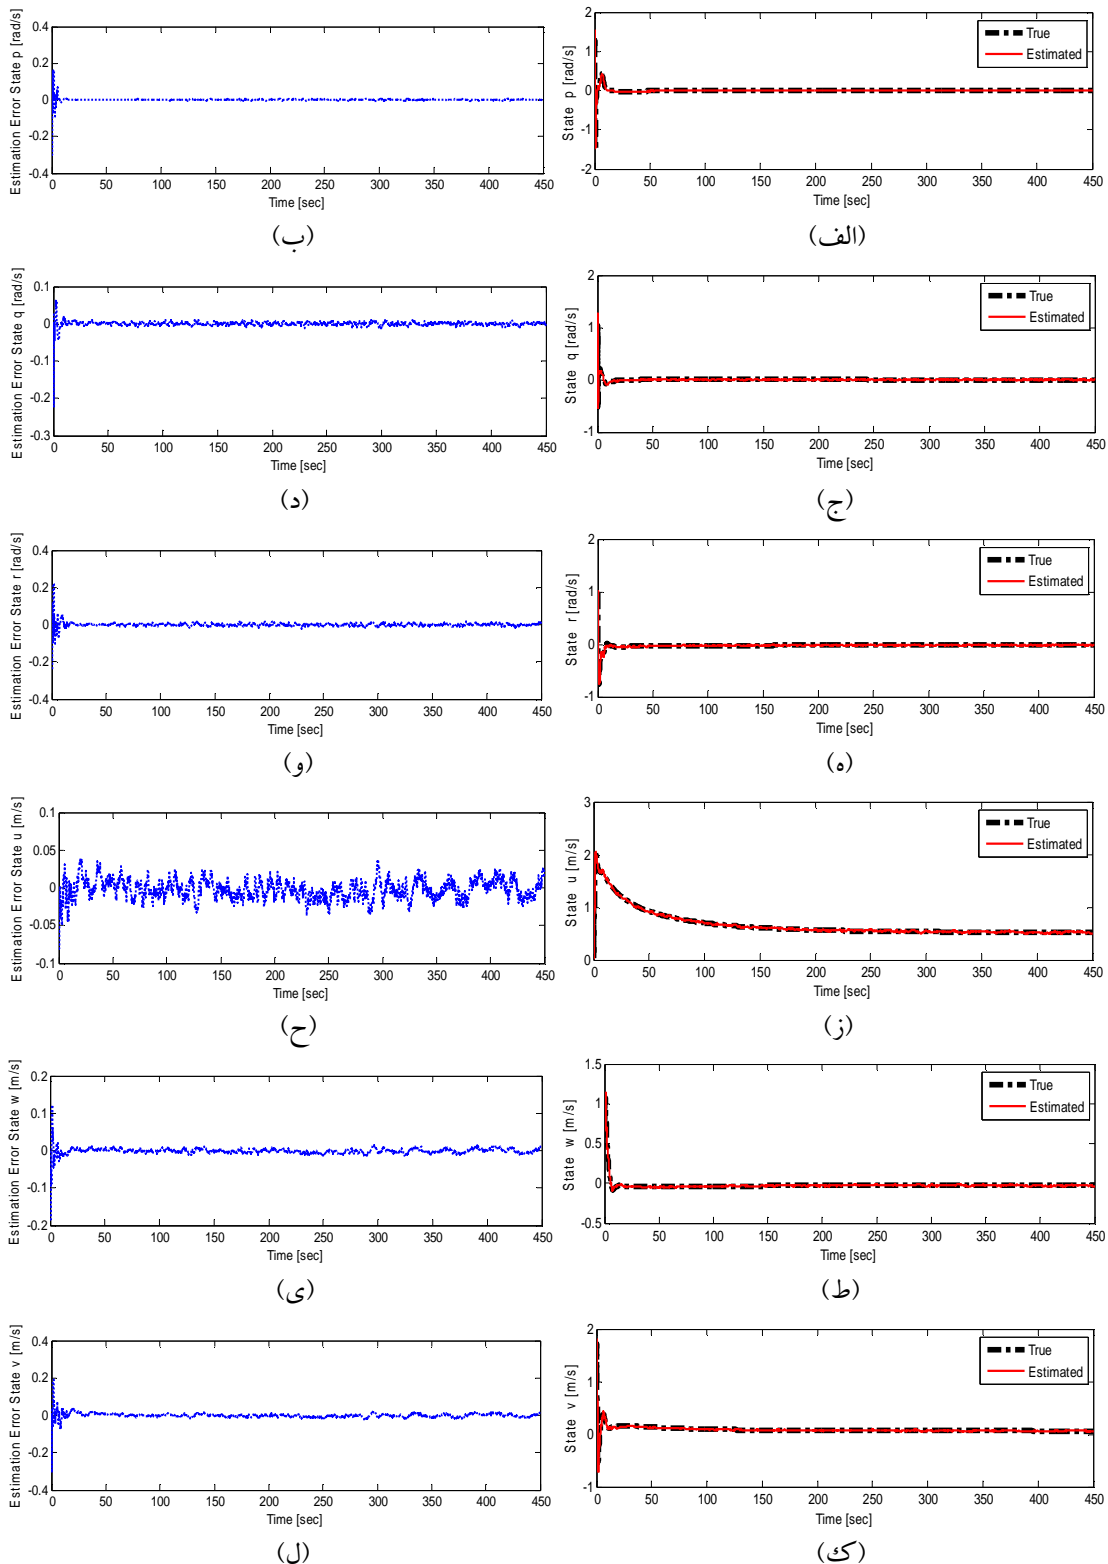 Estimation Error State p [rad/s]
0.4
0.2
0
-0.2
-0.4
0 50 100 150 200 250 300 350 400 450
Time [sec]
(ب)
State p [rad/s]
2
1
0
-1
-2
0 50 100 150 200 250 300 350 400 450
Time [sec]
True
Estimated
(الف)
Estimation Error State q [rad/s]
0.1
0
-0.1
-0.2
-0.3
0 50 100 150 200 250 300 350 400 450
Time [sec]
(د)
State q [rad/s]
2
1
0
-1
0 50 100 150 200 250 300 350 400 450
Time [sec]
True
Estimated
(ج)
Estimation Error State r [rad/s]
0.4
0.2
0
-0.2
-0.4
0 50 100 150 200 250 300 350 400 450
Time [sec]
(و)
State r [rad/s]
2
1
0
-1
0 50 100 150 200 250 300 350 400 450
Time [sec]
True
Estimated
(ه)
Estimation Error State u [m/s]
0.1
0.05
0
-0.05
-0.1
0 50 100 150 200 250 300 350 400 450
Time [sec]
(ح)
State u [m/s]
3
2
1
0
0 50 100 150 200 250 300 350 400 450
Time [sec]
True
Estimated
(ز)
Estimation Error State w [m/s]
0.2
0.1
0
-0.1
-0.2
0 50 100 150 200 250 300 350 400 450
Time [sec]
(ی)
State w [m/s]
1.5
1
0.5
0
-0.5
0 50 100 150 200 250 300 350 400 450
Time [sec]
True
Estimated
(ط)
Estimation Error State v [m/s]
0.4
0.2
0
-0.2
-0.4
0 50 100 150 200 250 300 350 400 450
Time [sec]
(ل)
State v [m/s]
2
1
0
-1
0 50 100 150 200 250 300 350 400 450
Time [sec]
True
Estimated
(ک)